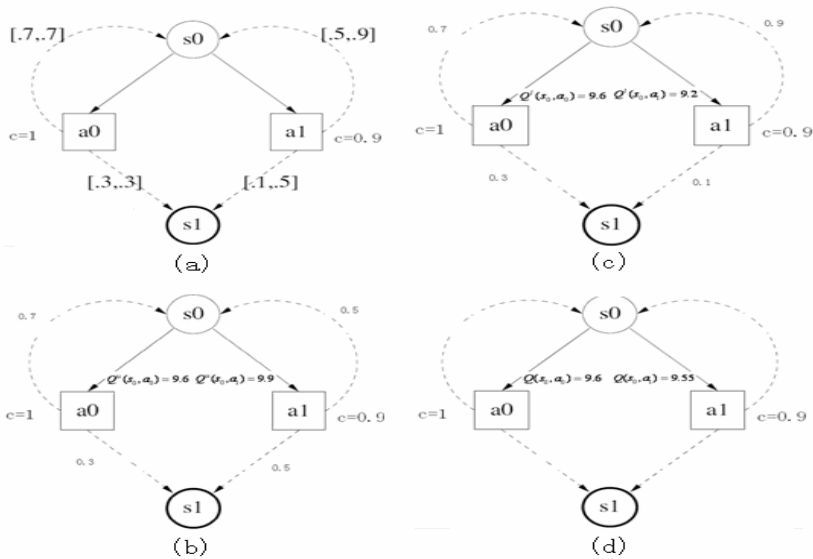 [.7,.7]
s0
[.5,.9]
a0
a1
c=1
c=0.9
[.3,.3]
[.1,.5]
s1
(a)
0.7
s0
0.9
Qˡ(s₀,a₀)=9.6 Qˡ(s₀,a₁)=9.2
a0
a1
c=1
c=0.9
0.3
0.1
s1
(c)
0.7
s0
0.5
Qᵘ(s₀,a₀)=9.6 Qᵘ(s₀,a₁)=9.9
a0
a1
c=1
c=0.9
0.3
0.5
s1
(b)
s0
Q(s₀,a₀)=9.6 Q(s₀,a₁)=9.55
a0
a1
c=1
c=0.9
s1
(d)